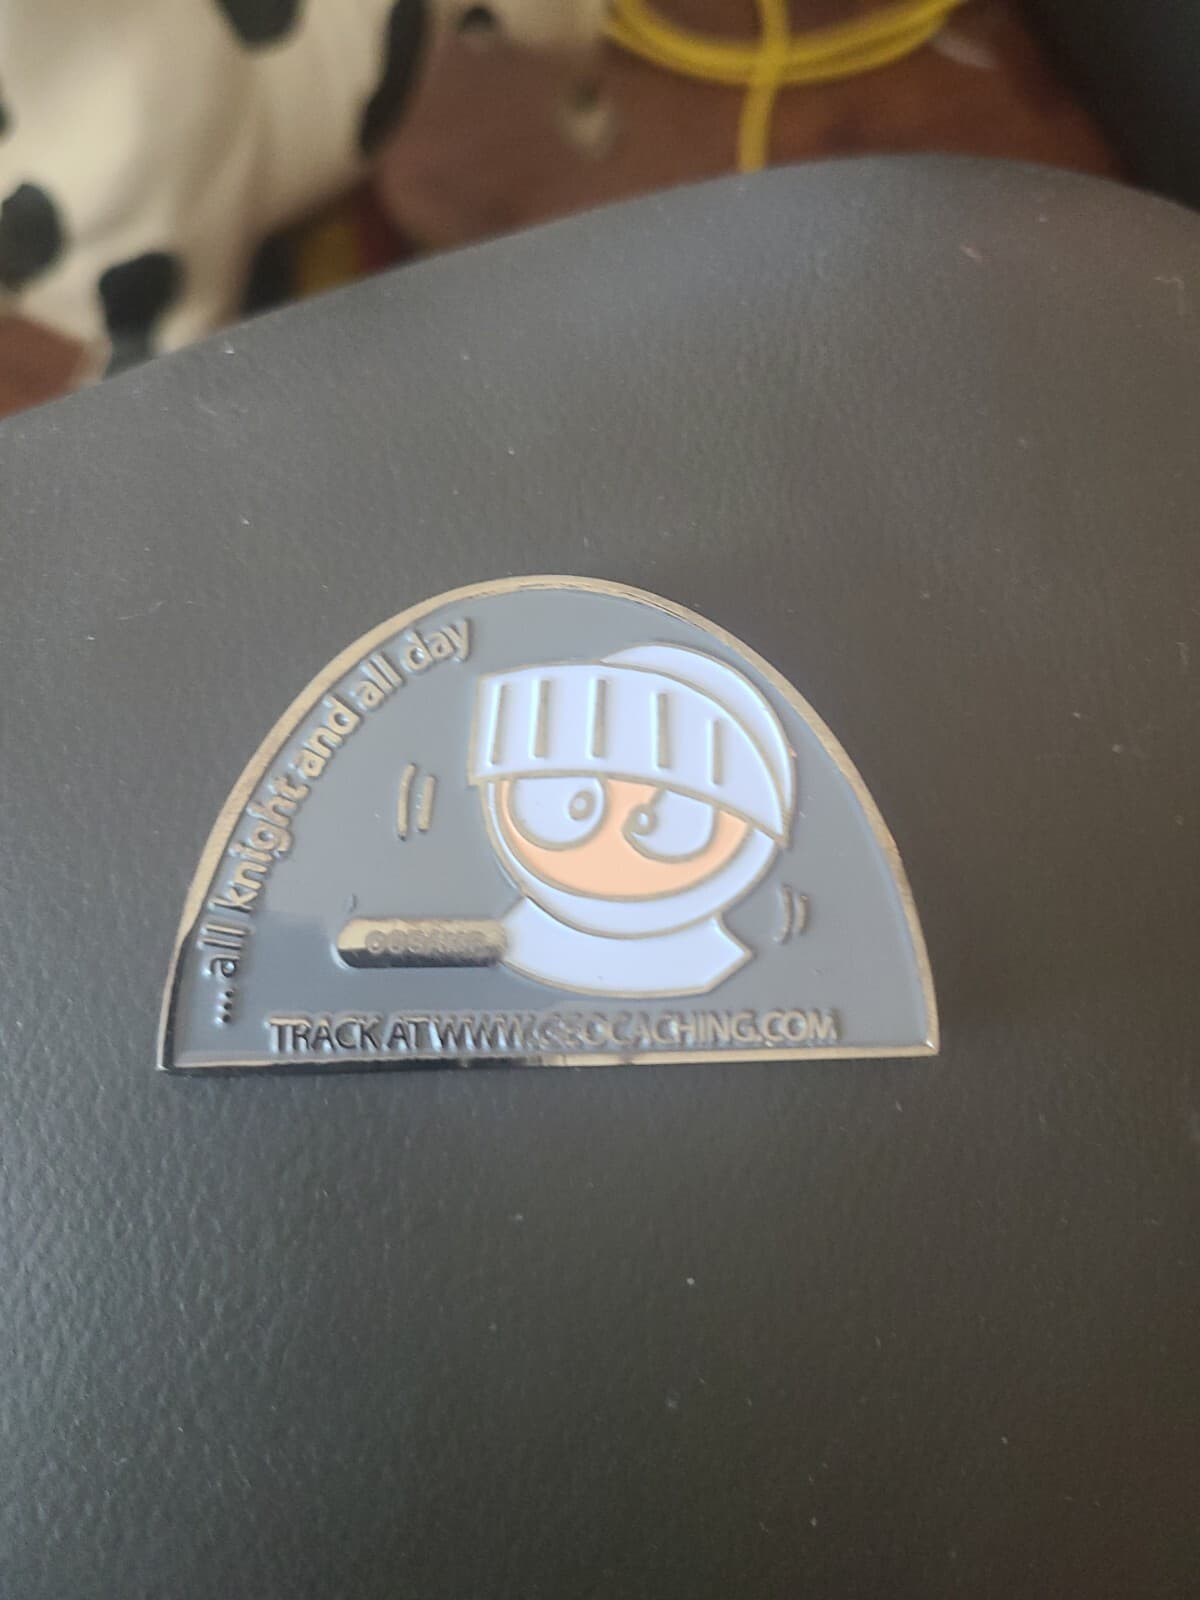 ...all knight and all day
TRACK AT WWW.GEOCACHING.COM